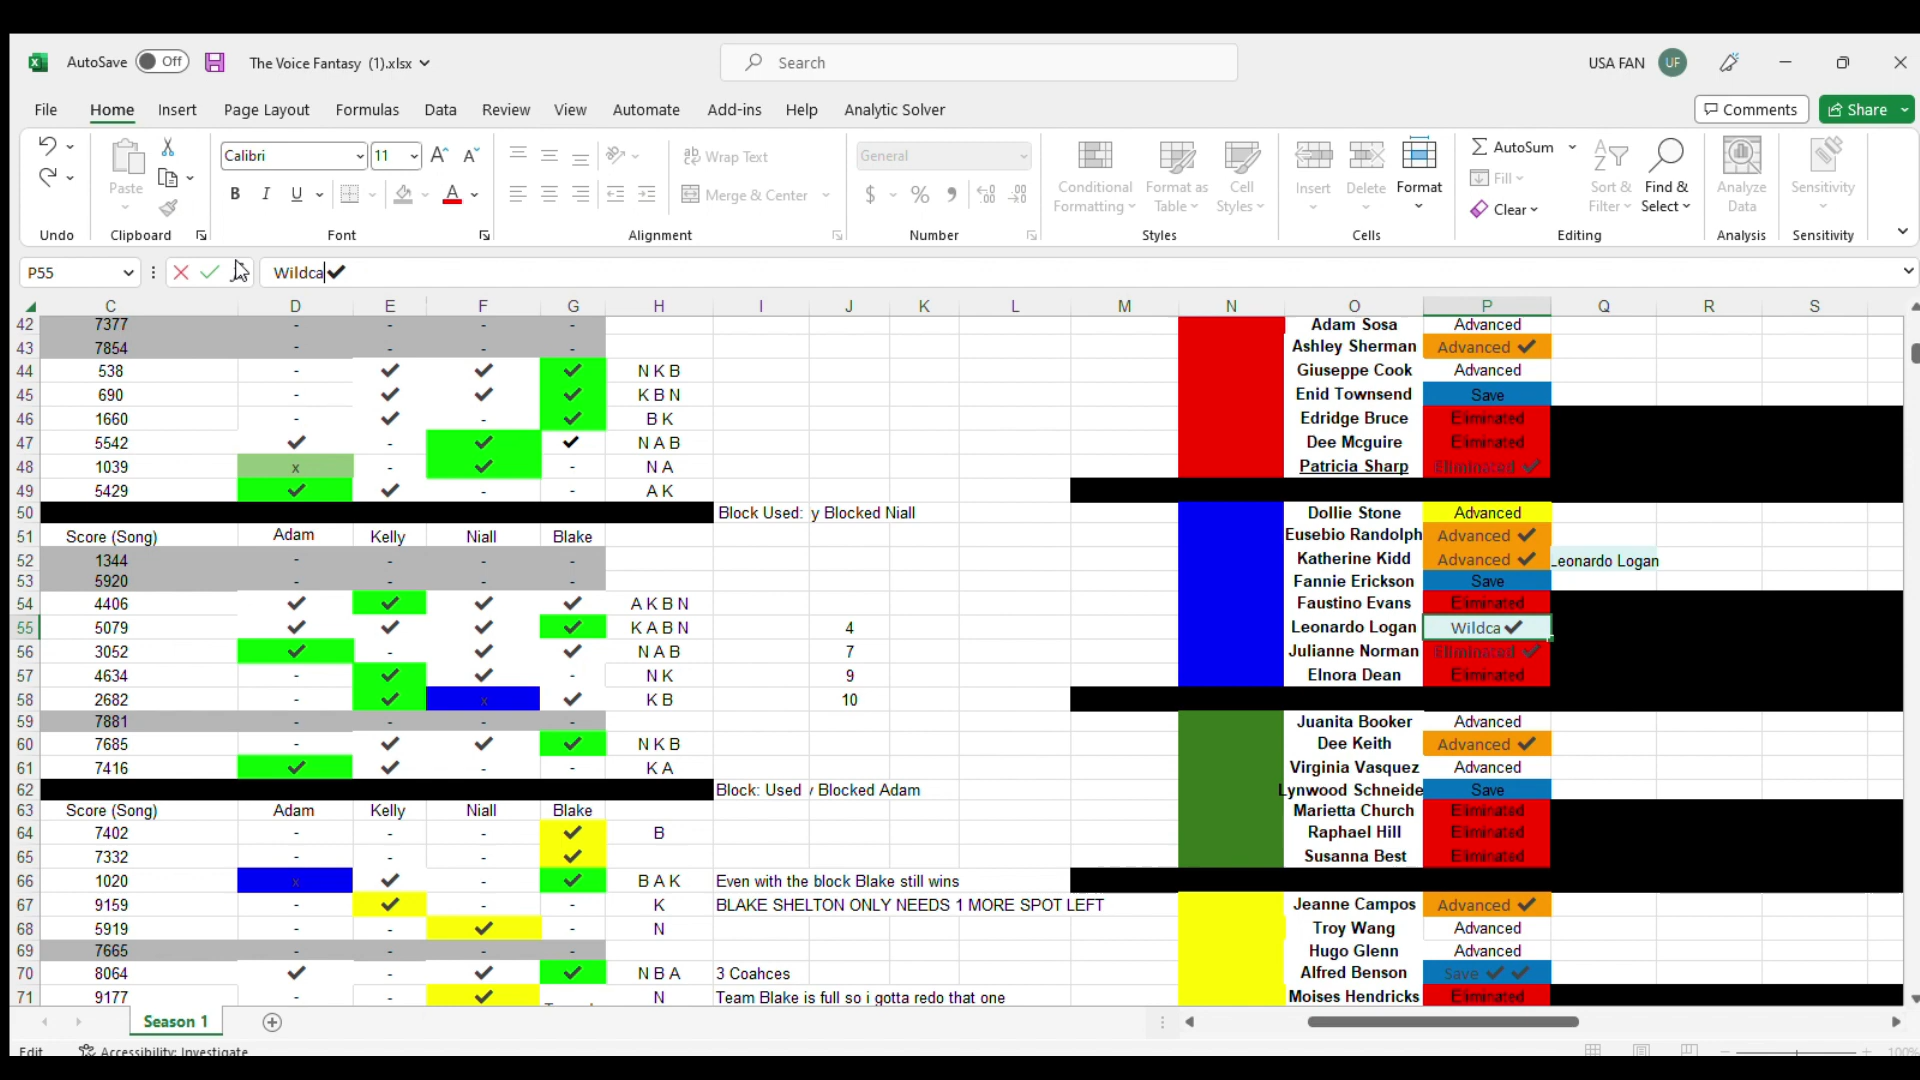 AutoSave Off The Voice Fantasy (1).xlsx Search USA FAN UF
File Home Insert Page Layout Formulas Data Review View Automate Add-ins Help Analytic Solver Comments Share
Paste Calibri 11 A^ A B I U A Wrap Text Merge & Center General $ % 9 Conditional Formatting Format as Table Cell Styles Insert Delete Format AutoSum Fill Clear Sort & Filter Find & Select Analyze Data Sensitivity
Undo Clipboard Font Alignment Number Styles Cells Editing Analysis Sensitivity
P55 Wildca✔
C D E F G H I J K L M N O P Q R S
42 7377 - - - - Adam Sosa Advanced
43 7854 - - - - Ashley Sherman Advanced ✔
44 538 - ✔ ✔ ✔ N K B Giuseppe Cook Advanced
45 690 - ✔ ✔ ✔ K B N Enid Townsend Save
46 1660 - ✔ - ✔ B K Edridge Bruce Eliminated
47 5542 ✔ - ✔ ✔ N A B Dee Mcguire Eliminated
48 1039 x - ✔ - N A Patricia Sharp Eliminated ✔
49 5429 ✔ ✔ - - A K
50 Block Used: y Blocked Niall Dollie Stone Advanced
51 Score (Song) Adam Kelly Niall Blake Eusebio Randolph Advanced ✔
52 1344 - - - - Katherine Kidd Advanced ✔ Leonardo Logan
53 5920 - - - - Fannie Erickson Save
54 4406 ✔ ✔ ✔ ✔ A K B N Faustino Evans Eliminated
55 5079 ✔ ✔ ✔ ✔ K A B N 4 Leonardo Logan Wildca✔
56 3052 ✔ - ✔ ✔ N A B 7 Julianne Norman Eliminated ✔
57 4634 - ✔ ✔ - N K 9 Elnora Dean Eliminated
58 2682 - ✔ x ✔ K B 10
59 7881 - - - - Juanita Booker Advanced
60 7685 - ✔ ✔ ✔ N K B Dee Keith Advanced ✔
61 7416 ✔ ✔ - - K A Virginia Vasquez Advanced
62 Block: Used Blocked Adam Lynwood Schneide Save
63 Score (Song) Adam Kelly Niall Blake Marietta Church Eliminated
64 7402 - - - ✔ B Raphael Hill Eliminated
65 7332 - - - ✔ Susanna Best Eliminated
66 1020 x ✔ - ✔ B A K Even with the block Blake still wins
67 9159 - ✔ - - K BLAKE SHELTON ONLY NEEDS 1 MORE SPOT LEFT Jeanne Campos Advanced ✔
68 5919 - - ✔ - N Troy Wang Advanced
69 7665 - - - - Hugo Glenn Advanced
70 8064 ✔ - ✔ ✔ N B A 3 Coahces Alfred Benson Save ✔ ✔
71 9177 - - ✔ N Team Blake is full so i gotta redo that one Moises Hendricks Eliminated
Season 1
Edit Accessibility: Investigate 100%